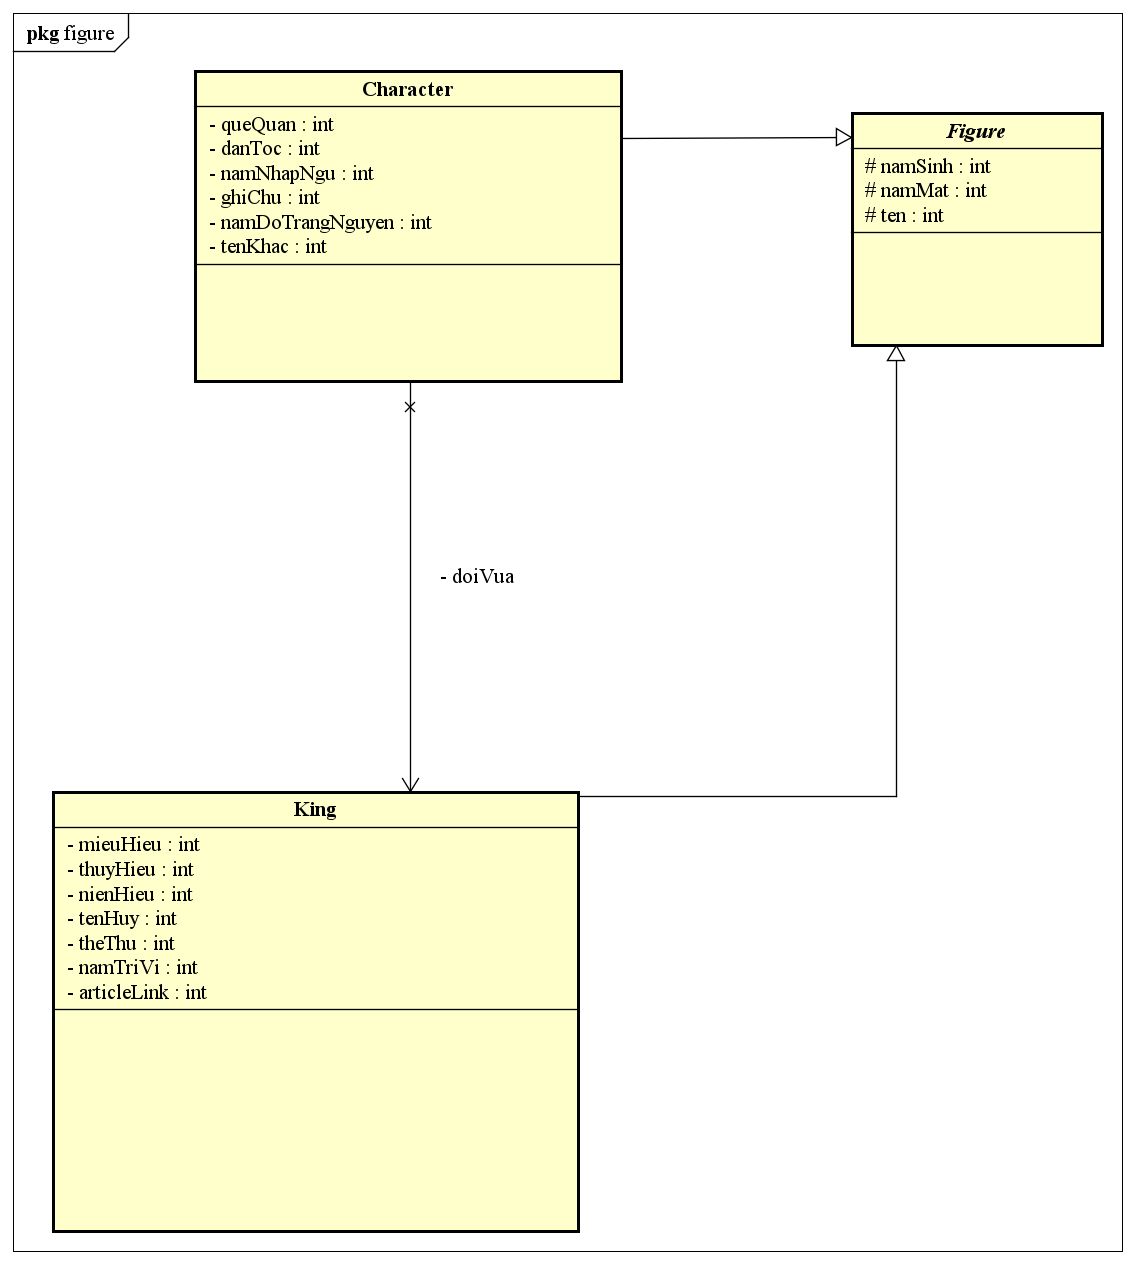 pkg figure
Character
- queQuan : int
- danToc : int
- namNhapNgu : int
- ghiChu : int
- namDoTrangNguyen : int
- tenKhac : int
Figure
# namSinh : int
# namMat : int
# ten : int
- doiVua
King
- mieuHieu : int
- thuyHieu : int
- nienHieu : int
- tenHuy : int
- theThu : int
- namTriVi : int
- articleLink : int